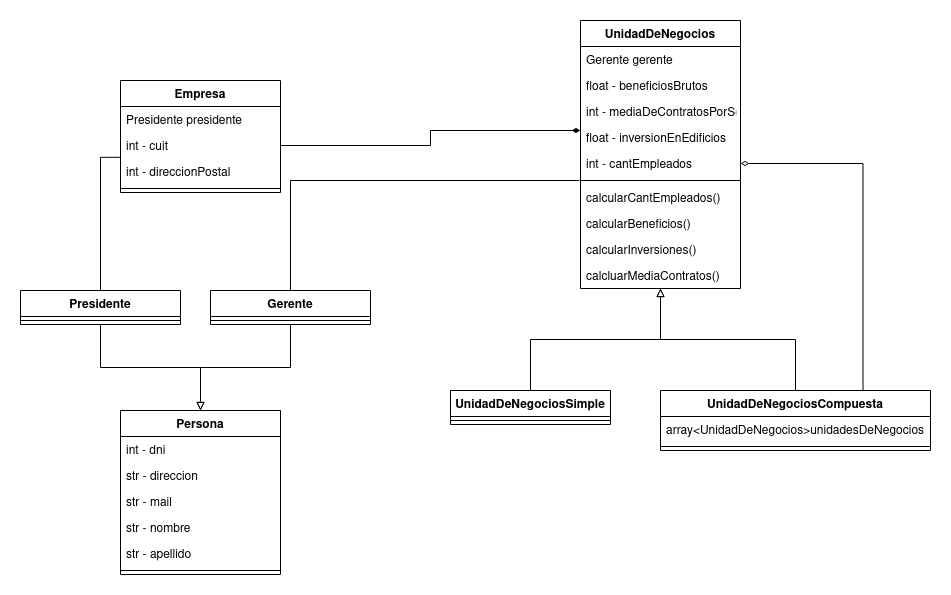 UnidadDeNegocios
Gerente gerente
float - beneficiosBrutos
int - mediaDeContratosPorS
float - inversionEnEdificios
int - cantEmpleados
calcularCantEmpleados()
calcularBeneficios()
calcularInversiones()
calcluarMediaContratos()
Empresa
Presidente presidente
int - cuit
int - direccionPostal
Presidente
Gerente
Persona
int - dni
str - direccion
str - mail
str - nombre
str - apellido
UnidadDeNegociosSimple
UnidadDeNegociosCompuesta
array<UnidadDeNegocios>unidadesDeNegocios